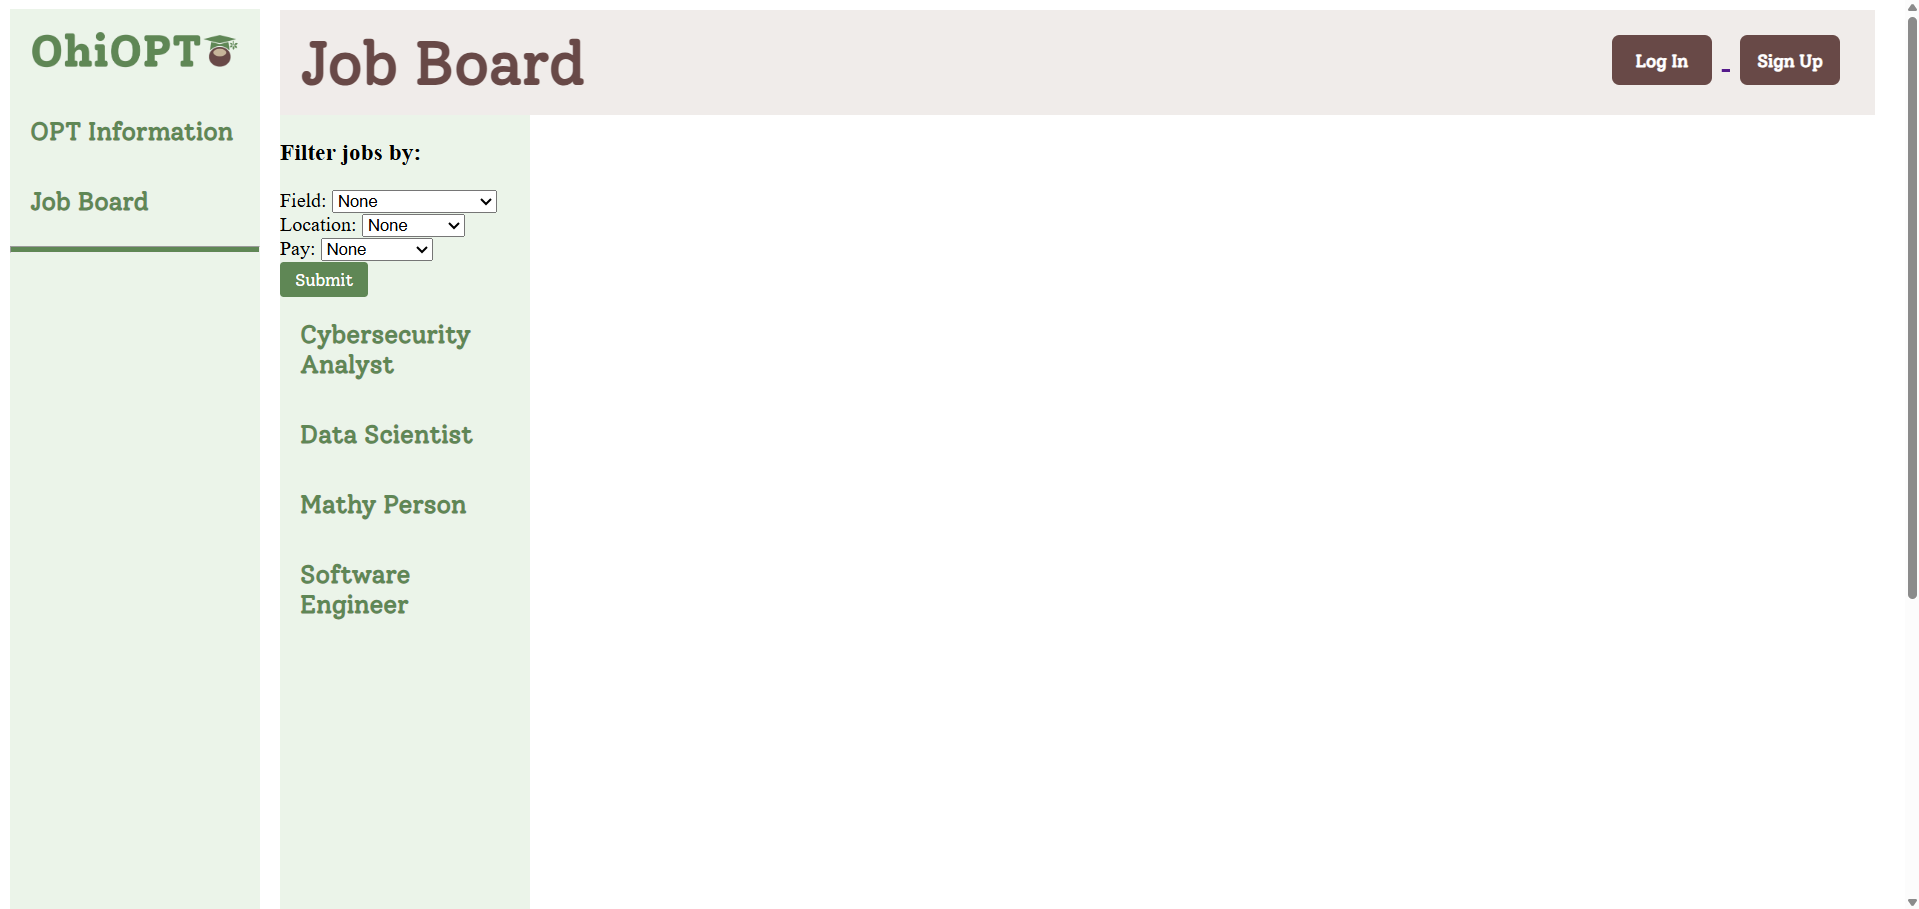 OhiOPT
OPT Information
Job Board
Job Board
Log In
Sign Up
Filter jobs by:
Field: None
Location: None
Pay: None
Submit
Cybersecurity
Analyst
Data Scientist
Mathy Person
Software
Engineer